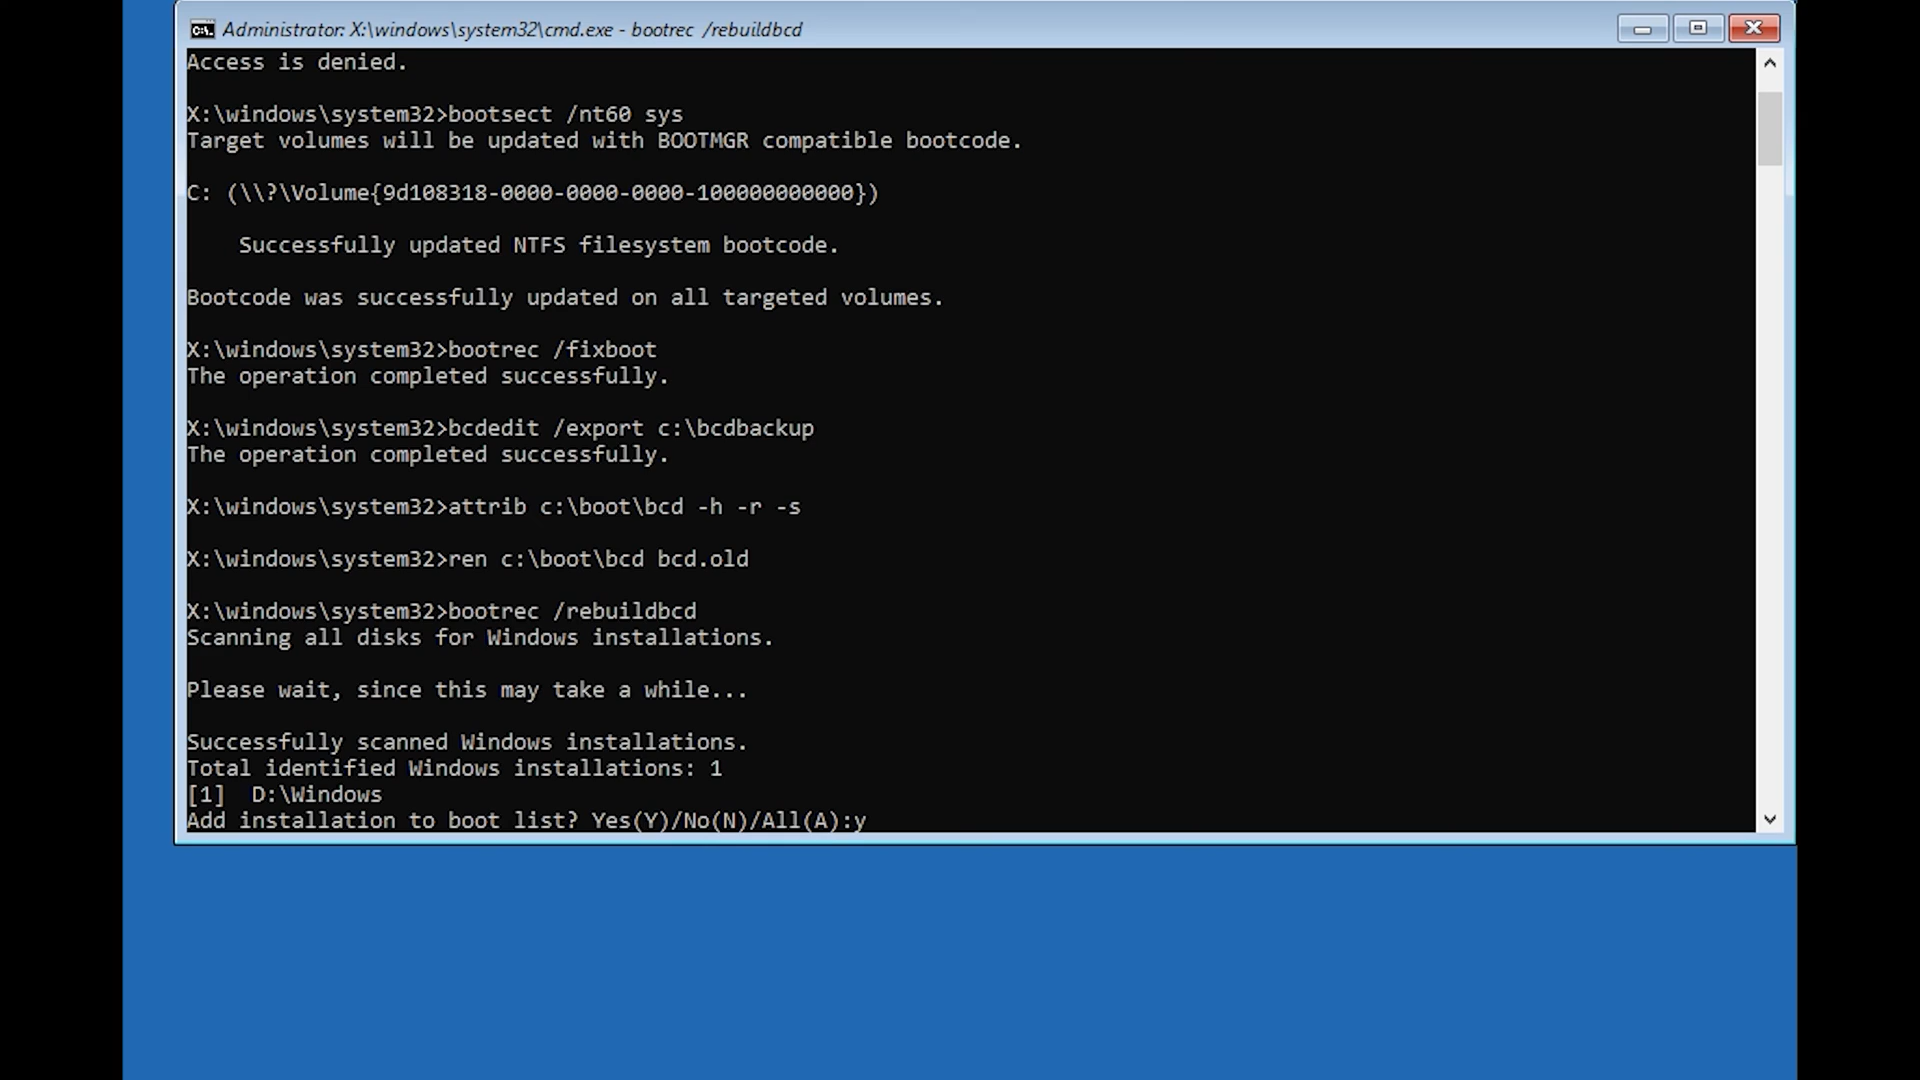 Administrator: X:\windows\system32\cmd.exe - bootrec /rebuildbcd
Access is denied.
X:\windows\system32>bootsect /nt60 sys
Target volumes will be updated with BOOTMGR compatible bootcode.
C: (\\?\Volume{9d108318-0000-0000-0000-100000000000})
Successfully updated NTFS filesystem bootcode.
Bootcode was successfully updated on all targeted volumes.
X:\windows\system32>bootrec /fixboot
The operation completed successfully.
X:\windows\system32>bcdedit /export c:\bcdbackup
The operation completed successfully.
X:\windows\system32>attrib c:\boot\bcd -h -r -s
X:\windows\system32>ren c:\boot\bcd bcd.old
X:\windows\system32>bootrec /rebuildbcd
Scanning all disks for Windows installations.
Please wait, since this may take a while...
Successfully scanned Windows installations.
Total identified Windows installations: 1
[1]  D:\Windows
Add installation to boot list? Yes(Y)/No(N)/All(A):y